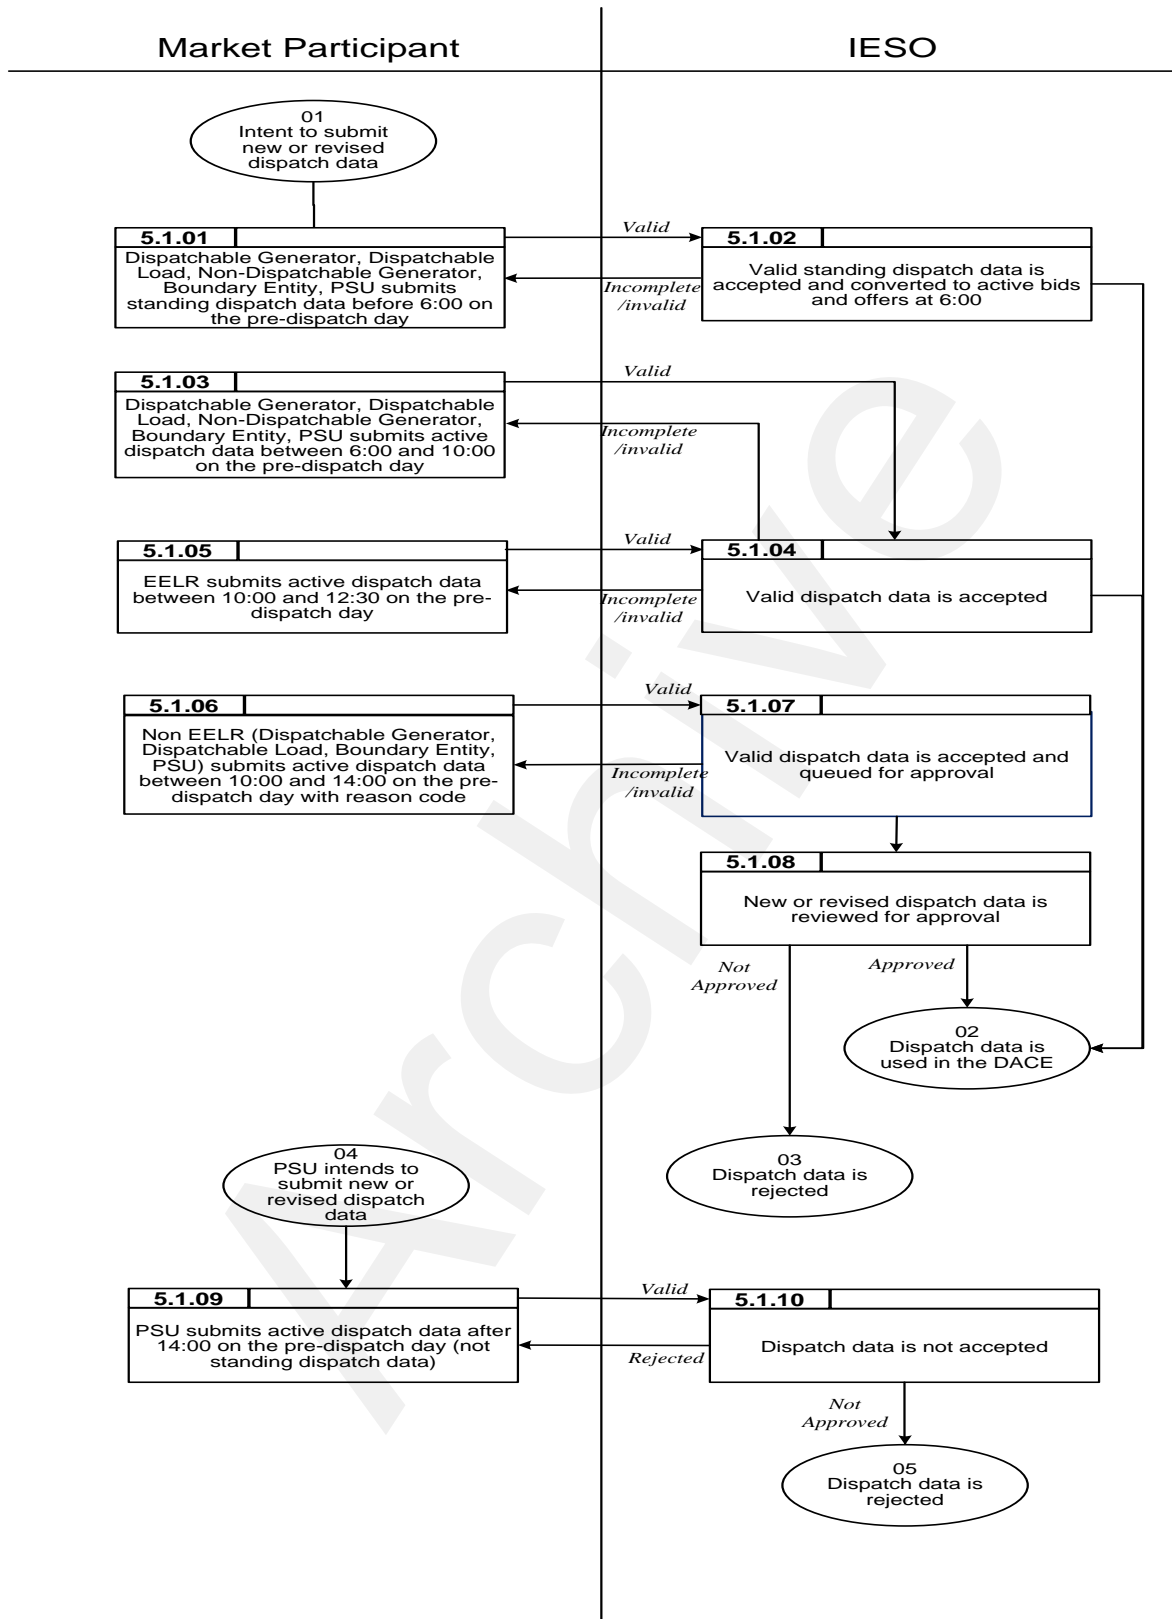 Market Participant
IESO
01
Intent to submit
new or revised
dispatch data
5.1.01
Dispatchable Generator, Dispatchable
Load, Non-Dispatchable Generator,
Boundary Entity, PSU submits
standing dispatch data before 6:00 on
the pre-dispatch day
Valid
Incomplete
/invalid
5.1.02
Valid standing dispatch data is
accepted and converted to active bids
and offers at 6:00
5.1.03
Dispatchable Generator, Dispatchable
Load, Non-Dispatchable Generator,
Boundary Entity, PSU submits active
dispatch data between 6:00 and 10:00
on the pre-dispatch day
Valid
Incomplete
/invalid
5.1.05
EELR submits active dispatch data
between 10:00 and 12:30 on the pre-
dispatch day
Valid
Incomplete
/invalid
5.1.04
Valid dispatch data is accepted
5.1.06
Non EELR (Dispatchable Generator,
Dispatchable Load, Boundary Entity,
PSU) submits active dispatch data
between 10:00 and 14:00 on the pre-
dispatch day with reason code
Valid
Incomplete
/invalid
5.1.07
Valid dispatch data is accepted and
queued for approval
5.1.08
New or revised dispatch data is
reviewed for approval
Not
Approved
Approved
02
Dispatch data is
used in the DACE
03
Dispatch data is
rejected
04
PSU intends to
submit new or
revised dispatch
data
5.1.09
PSU submits active dispatch data after
14:00 on the pre-dispatch day (not
standing dispatch data)
Valid
Rejected
5.1.10
Dispatch data is not accepted
Not
Approved
05
Dispatch data is
rejected
Archive